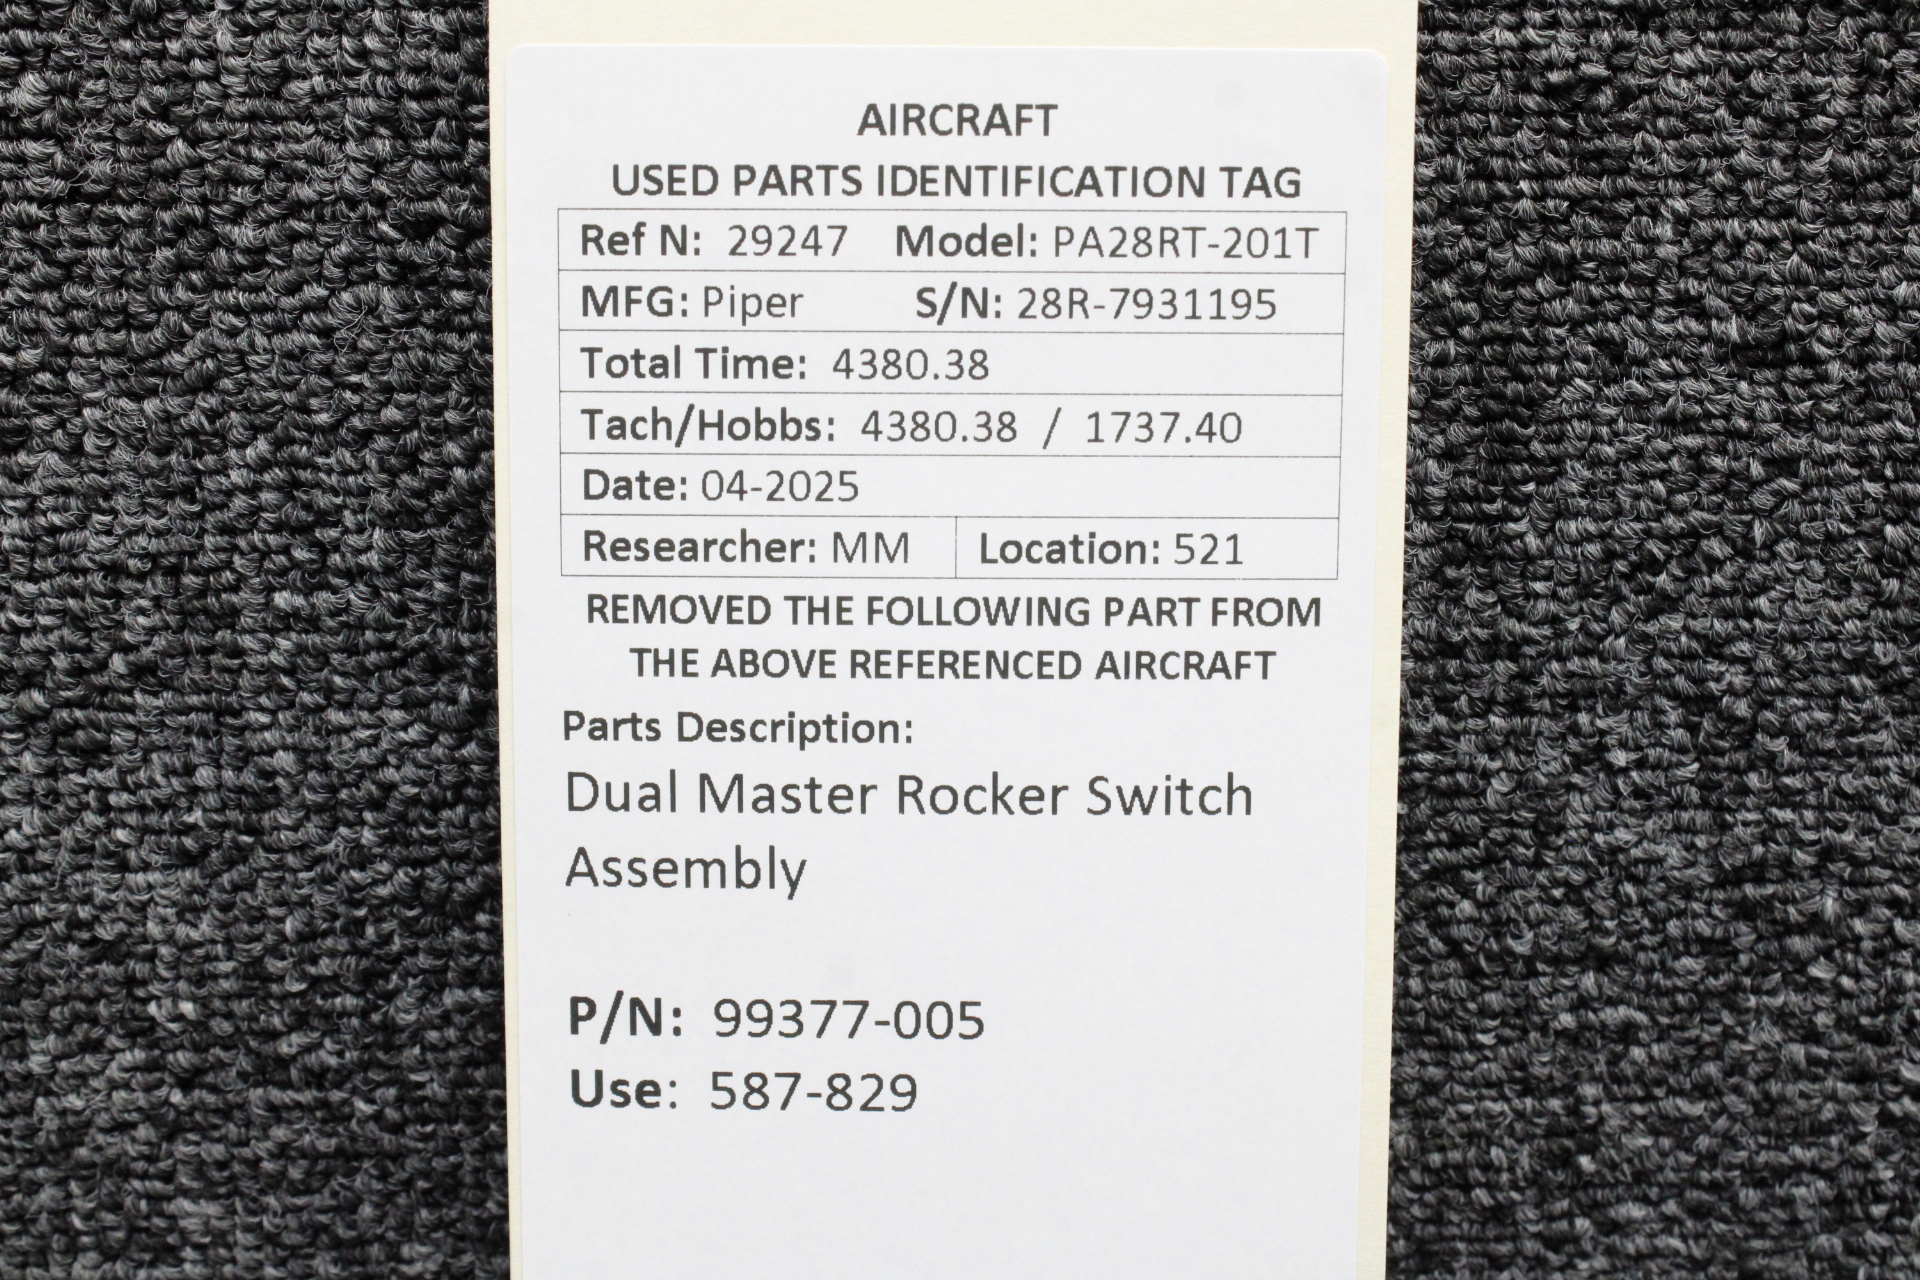 AIRCRAFT
USED PARTS IDENTIFICATION TAG
Ref N: 29247 Model: PA28RT-201T
MFG: Piper S/N: 28R-7931195
Total Time: 4380.38
Tach/Hobbs: 4380.38 / 1737.40
Date: 04-2025
Researcher: MM Location: 521
REMOVED THE FOLLOWING PART FROM
THE ABOVE REFERENCED AIRCRAFT
Parts Description:
Dual Master Rocker Switch
Assembly
P/N: 99377-005
Use: 587-829